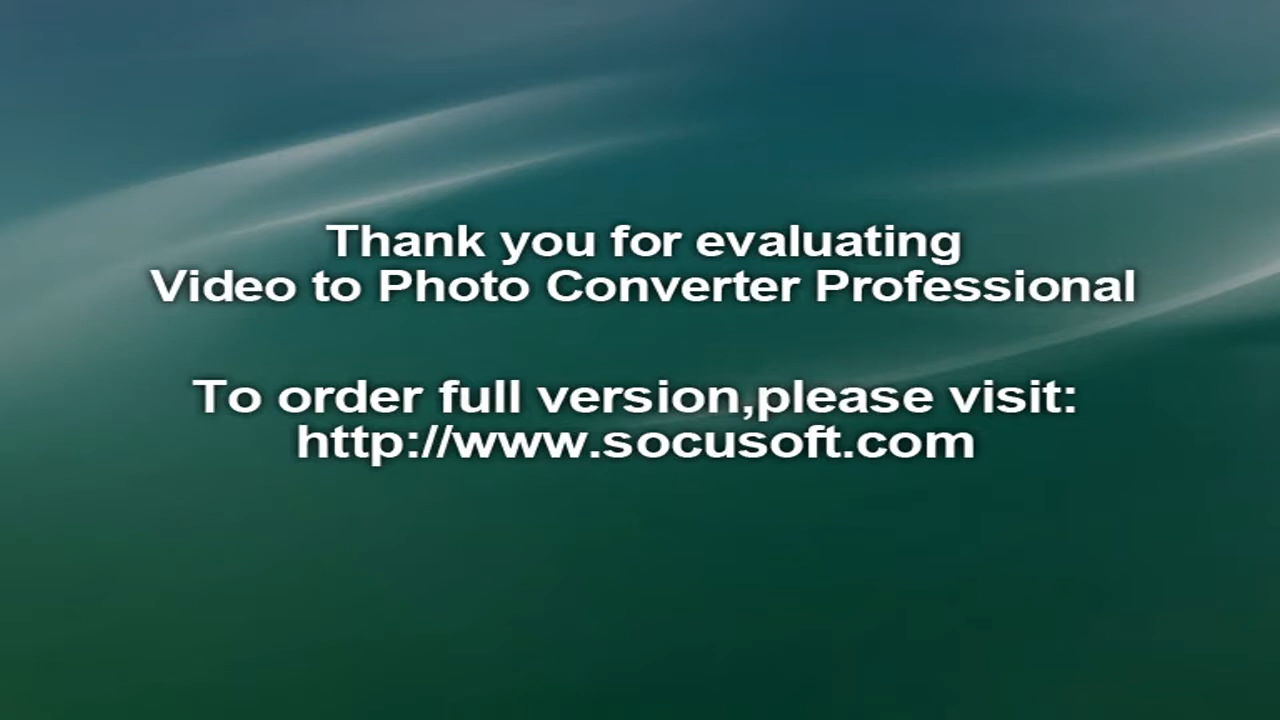 Thank you for evaluating
Video to Photo Converter Professional
To order full version,please visit:
http://www.socusoft.com